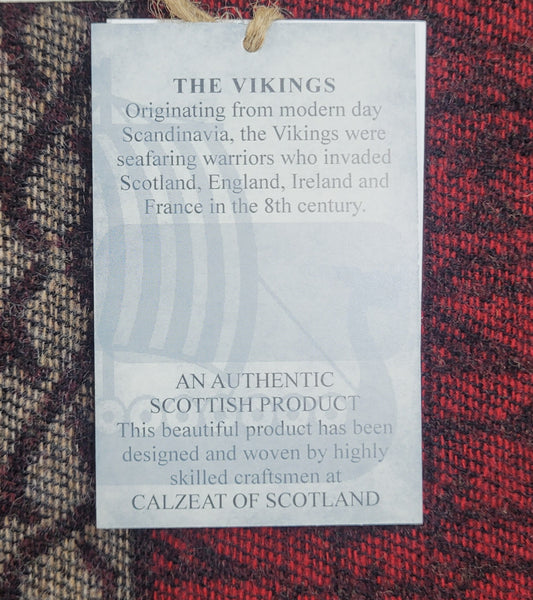 THE VIKINGS
Originating from modern day
Scandinavia, the Vikings were
seafaring warriors who invaded
Scotland, England, Ireland and
France in the 8th century.
AN AUTHENTIC
SCOTTISH PRODUCT
This beautiful product has been
designed and woven by highly
skilled craftsmen at
CALZEAT OF SCOTLAND